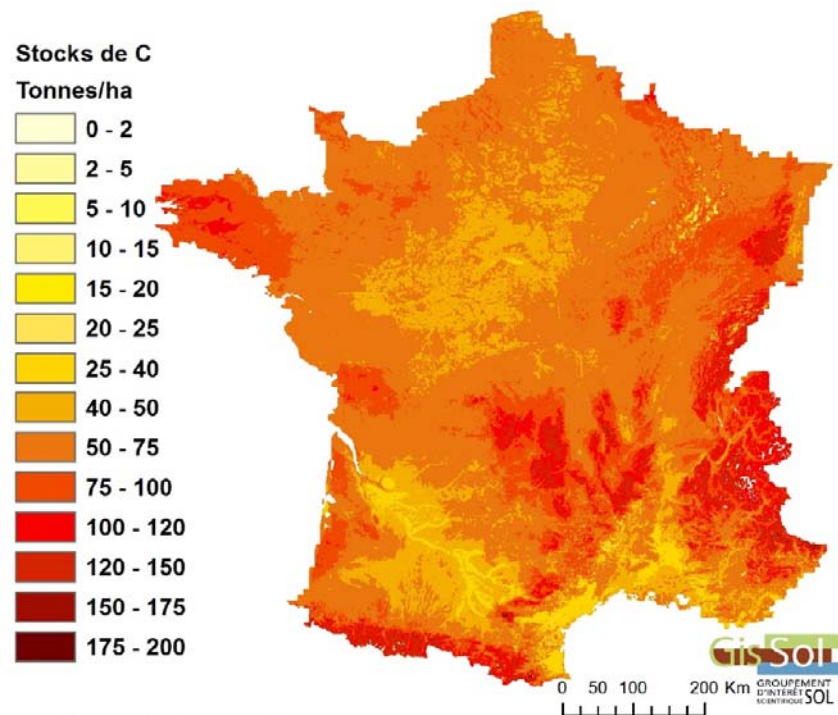 Stocks de C
Tonnes/ha
0 - 2
2 - 5
5 - 10
10 - 15
15 - 20
20 - 25
25 - 40
40 - 50
50 - 75
75 - 100
100 - 120
120 - 150
150 - 175
175 - 200
0 50 100 200 Km
Gis Sol
GROUPEMENT
D'INTÉRÊT
SCIENTIFIQUE SOL